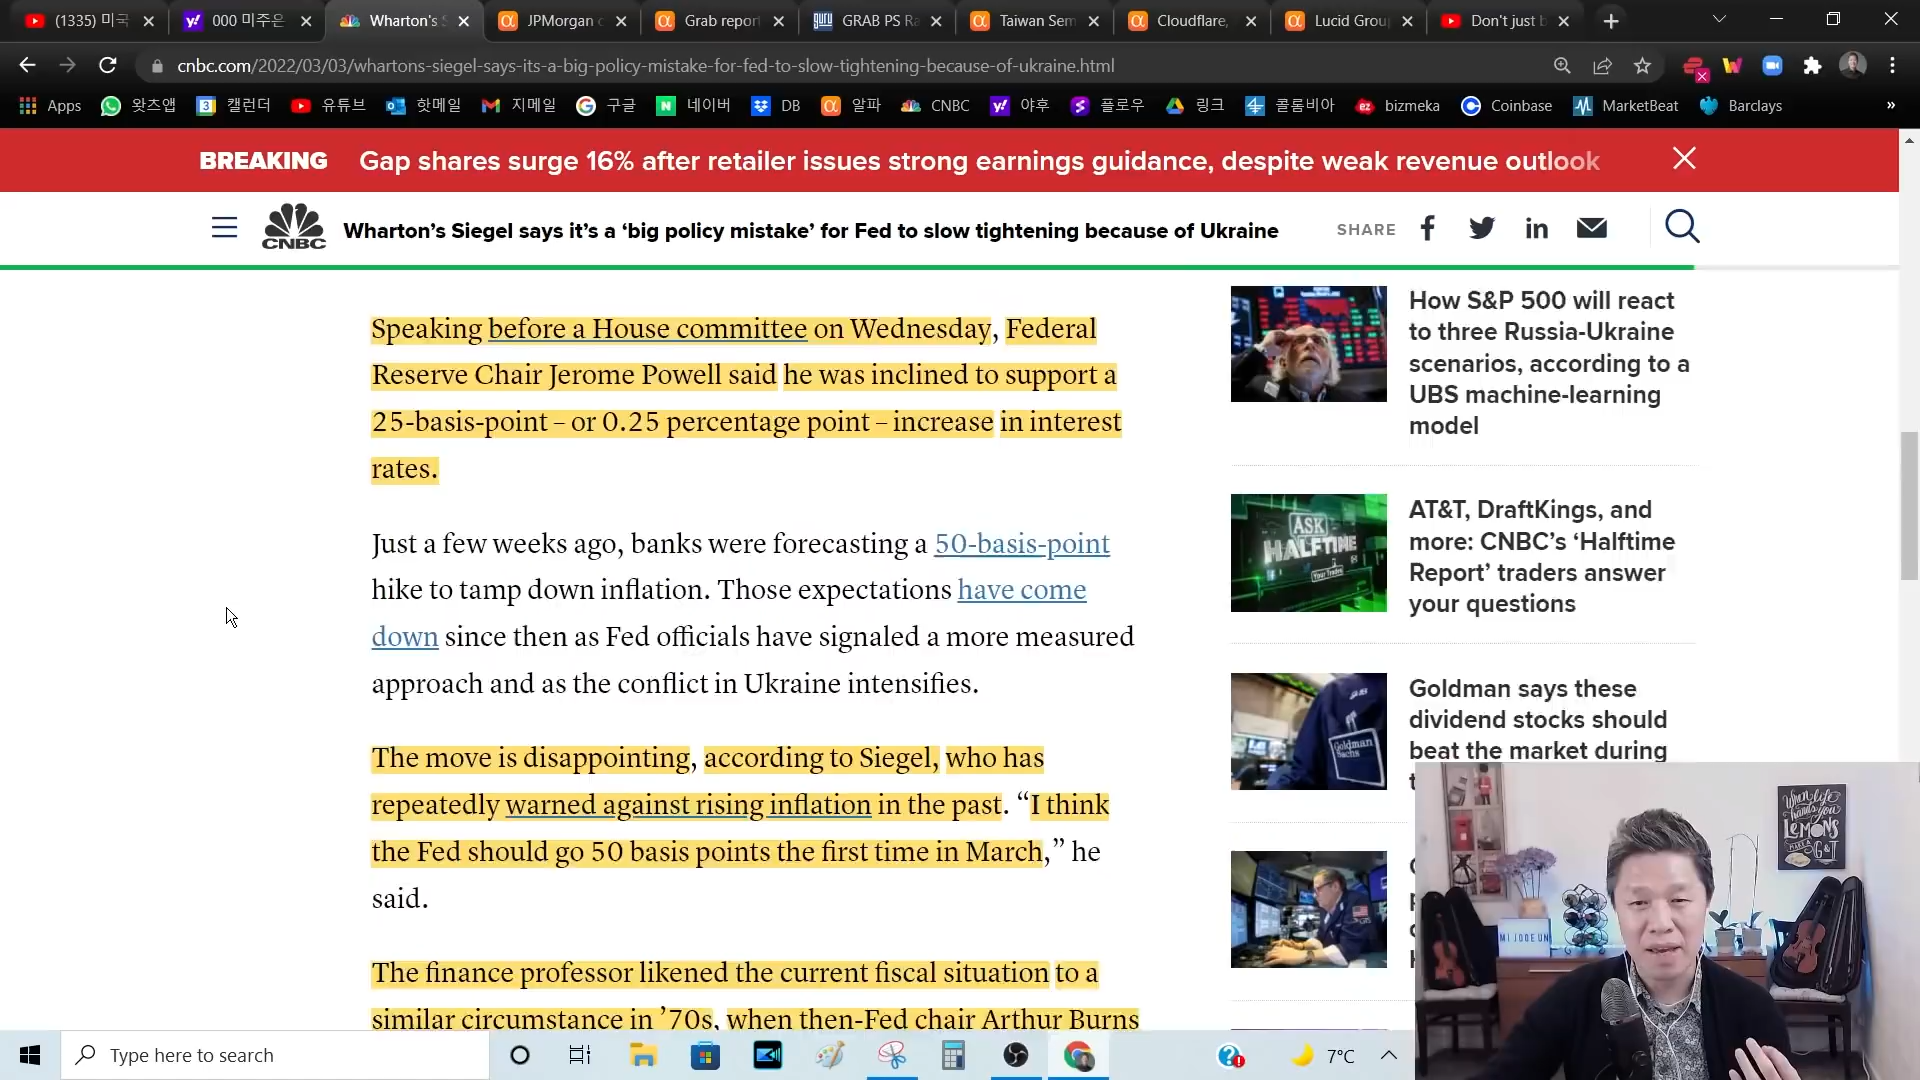 (1335) 미국
000 미주은
Wharton's S
JPMorgan c
Grab report
GRAB PS Ra
Taiwan Sem
Cloudflare,
Lucid Grou
Don't just b
cnbc.com/2022/03/03/whartons-siegel-says-its-a-big-policy-mistake-for-fed-to-slow-tightening-because-of-ukraine.html
Apps
왓츠앱
캘린더
유튜브
핫메일
지메일
구글
네이버
DB
알파
CNBC
야후
플로우
링크
콜롬비아
bizmeka
Coinbase
MarketBeat
Barclays
»
BREAKING Gap shares surge 16% after retailer issues strong earnings guidance, despite weak revenue outlook
CNBC
Wharton’s Siegel says it’s a ‘big policy mistake’ for Fed to slow tightening because of Ukraine
SHARE
Speaking before a House committee on Wednesday, Federal
Reserve Chair Jerome Powell said he was inclined to support a
25-basis-point – or 0.25 percentage point – increase in interest
rates.
Just a few weeks ago, banks were forecasting a 50-basis-point
hike to tamp down inflation. Those expectations have come
down since then as Fed officials have signaled a more measured
approach and as the conflict in Ukraine intensifies.
The move is disappointing, according to Siegel, who has
repeatedly warned against rising inflation in the past. “I think
the Fed should go 50 basis points the first time in March,” he
said.
The finance professor likened the current fiscal situation to a
similar circumstance in ’70s, when then-Fed chair Arthur Burns
How S&P 500 will react
to three Russia-Ukraine
scenarios, according to a
UBS machine-learning
model
ASK
HALFTIME
AT&T, DraftKings, and
more: CNBC’s ‘Halftime
Report’ traders answer
your questions
Goldman
Sachs
Goldman says these
dividend stocks should
beat the market during
When life
hands you
LEMONS
MAKE A
G&T
MI JOOEUN
Type here to search
7°C